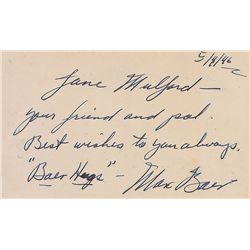 5/8/46
Jane Mulford —
your friend and pal.
Best wishes to you always.
"Baer Hugs" — Max Baer